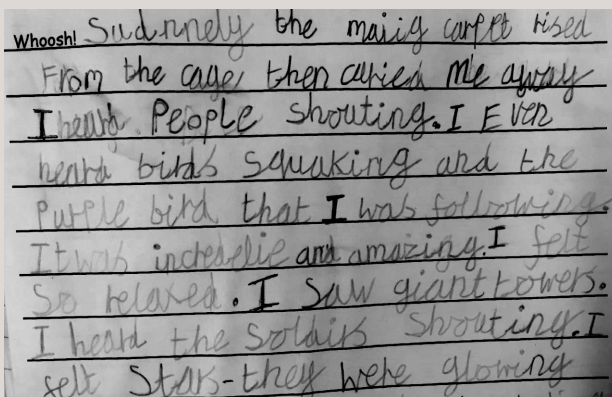 Whoosh! Sudnnely the maiig carpet rised
From the cage, then caried me away
I heard People shouting. I Even
heard birds squaking and the
Purple bird that I was following.
It was incredelie and amazing. I felt
So relaxed. I saw giant towers.
I heard the Soldirs shouting. I
felt Stars-they were glowing